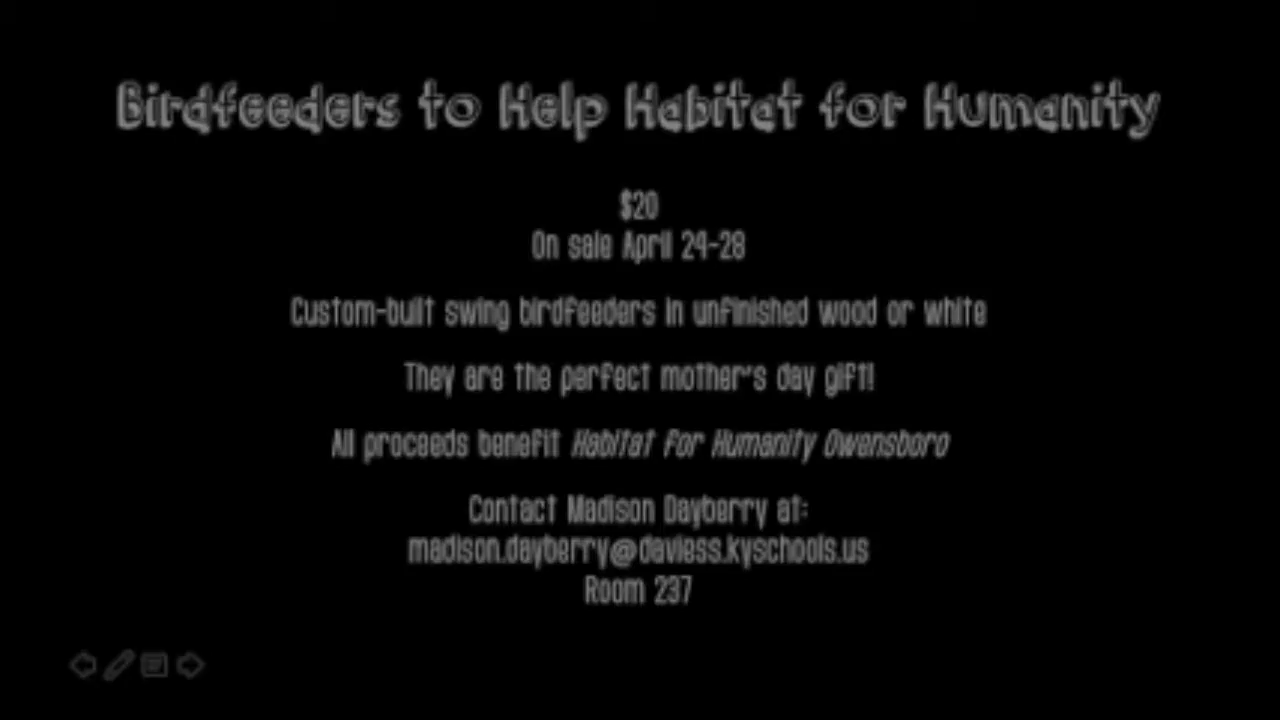 Birdfeeders to Help Habitat for Humanity
$20
On sale April 24-28
Custom-built swing birdfeeders in unfinished wood or white
They are the perfect mother's day gift!
All proceeds benefit Habitat for Humanity Owensboro
Contact Madison Dayberry at:
madison.dayberry@daviess.kyschools.us
Room 237